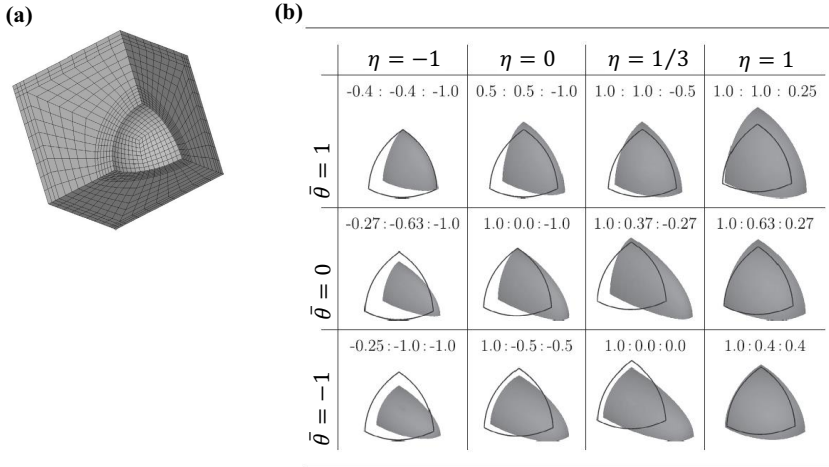 (a)
(b)
η = −1 η = 0 η = 1/3 η = 1
θ̄ = 1
-0.4 : -0.4 : -1.0 0.5 : 0.5 : -1.0 1.0 : 1.0 : -0.5 1.0 : 1.0 : 0.25
θ̄ = 0
-0.27 : -0.63 : -1.0 1.0 : 0.0 : -1.0 1.0 : 0.37 : -0.27 1.0 : 0.63 : 0.27
θ̄ = −1
-0.25 : -1.0 : -1.0 1.0 : -0.5 : -0.5 1.0 : 0.0 : 0.0 1.0 : 0.4 : 0.4